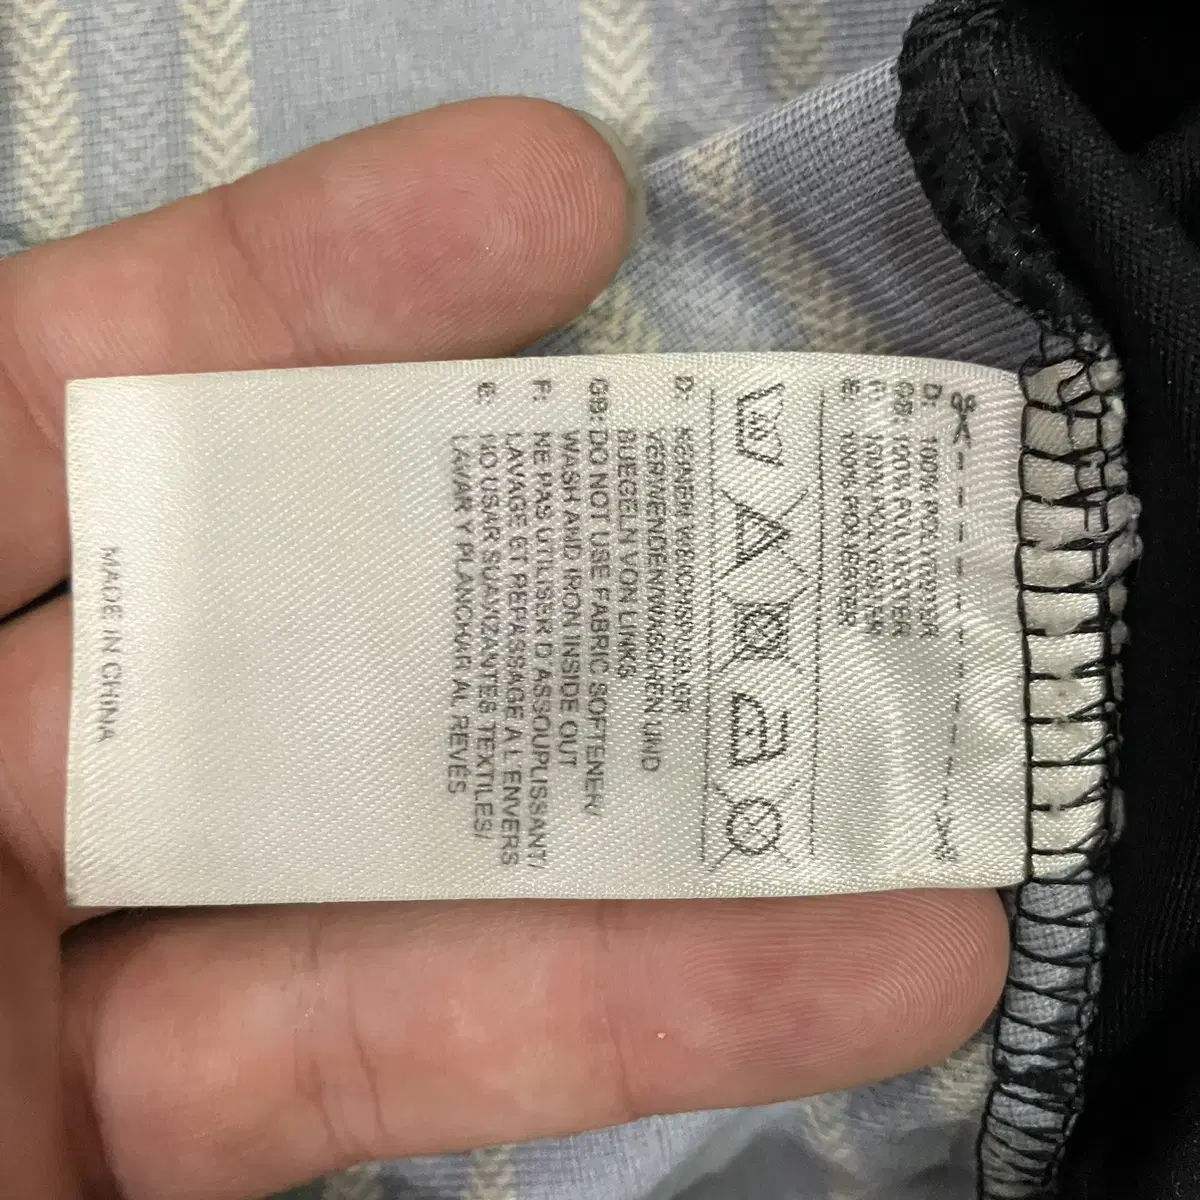 D: 100% POLYESTER
GB: 100% POLYESTER
F: 100% POLYESTER
E: 100% POLIESTER
D: KEINEN WEICHSPUELER
VERWENDEN/WASCHEN UND
BUEGELN VON LINKS
GB: DO NOT USE FABRIC SOFTENER/
WASH AND IRON INSIDE OUT
F: NE PAS UTILISER D'ASSOUPLISSANT/
LAVAGE ET REPASSAGE A L'ENVERS
E: NO USAR SUAVIZANTES TEXTILES/
LAVAR Y PLANCHAR AL REVÉS
MADE IN CHINA